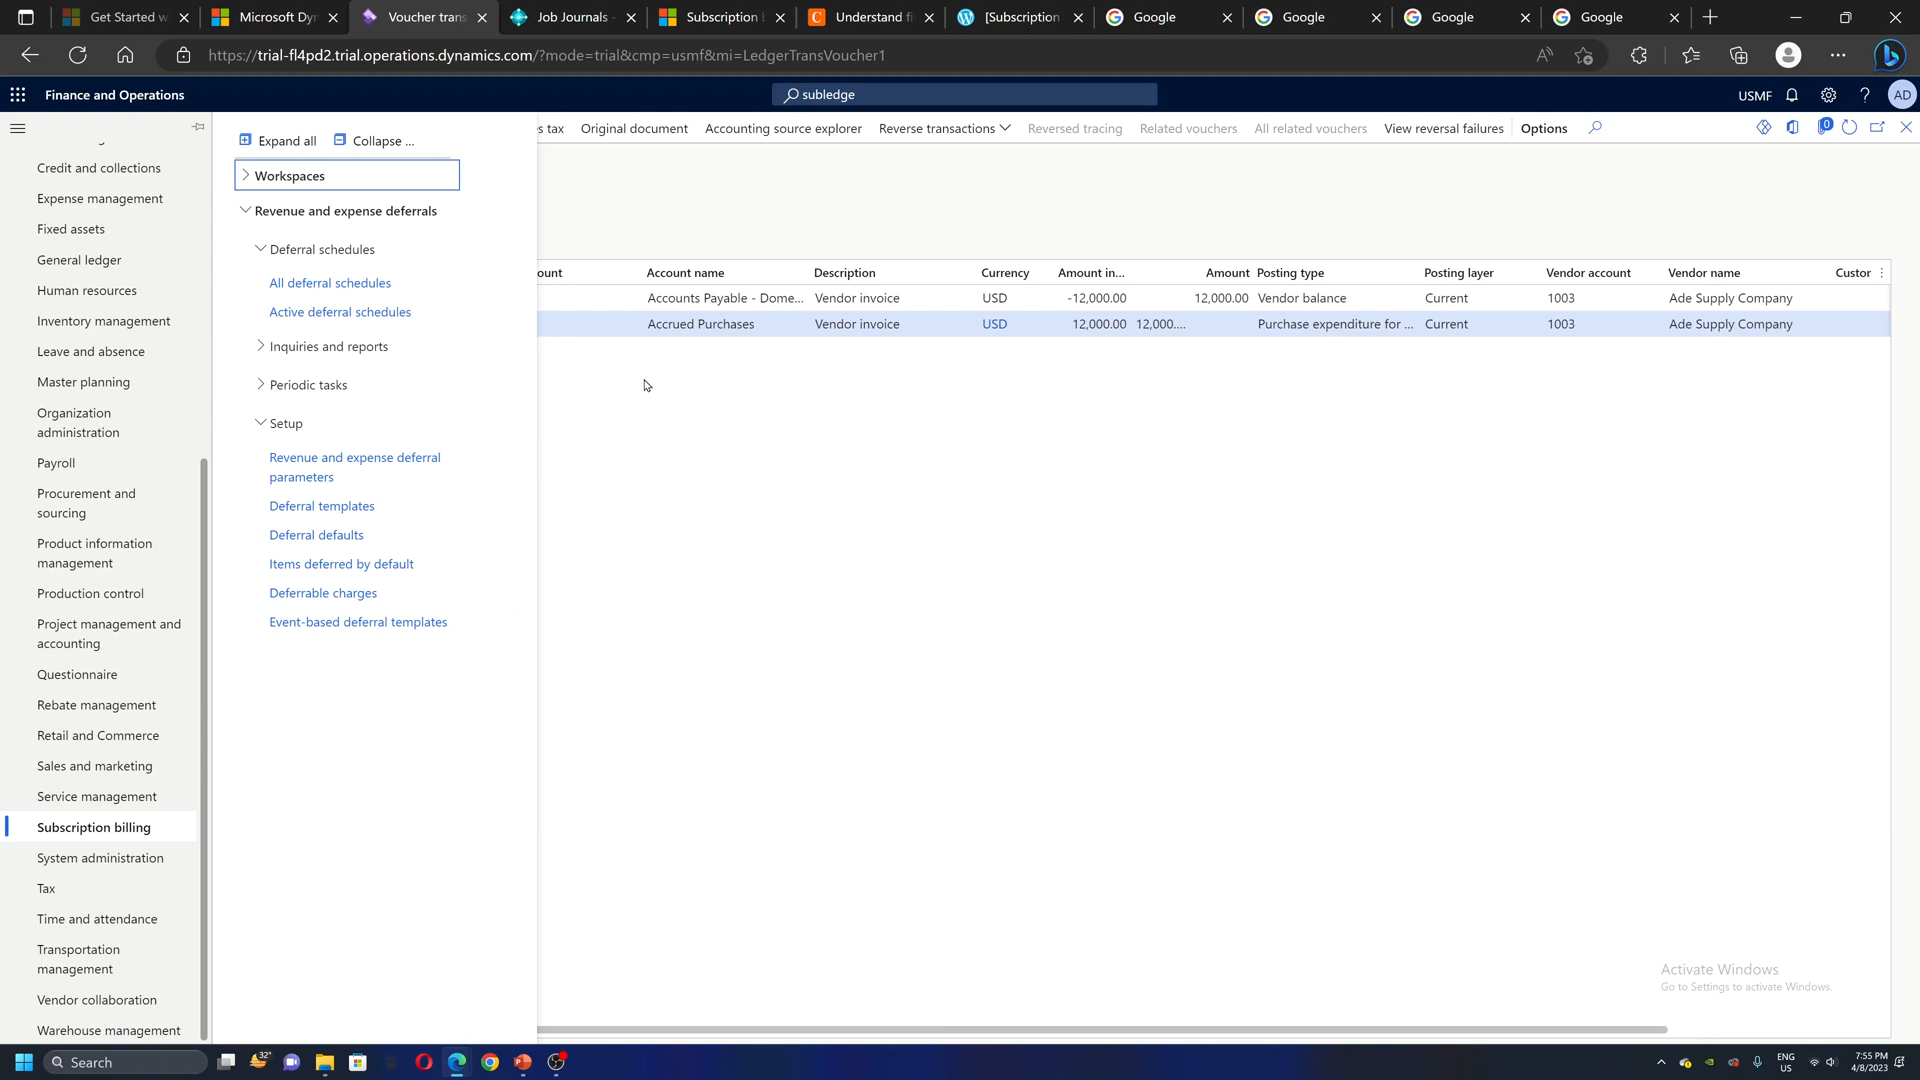 Get Started w
Microsoft Dyn
Voucher trans
Job Journals -
Subscription b
Understand fi
[Subscription
Google
Google
Google
Google
https://trial-fl4pd2.trial.operations.dynamics.com/?mode=trial&cmp=usmf&mi=LedgerTransVoucher1
Finance and Operations
subledge
USMF
AD
Expand all
Collapse ...
s tax
Original document
Accounting source explorer
Reverse transactions
Reversed tracing
Related vouchers
All related vouchers
View reversal failures
Options
0
Credit and collections
Expense management
Fixed assets
General ledger
Human resources
Inventory management
Leave and absence
Master planning
Organization
administration
Payroll
Procurement and
sourcing
Product information
management
Production control
Project management and
accounting
Questionnaire
Rebate management
Retail and Commerce
Sales and marketing
Service management
Subscription billing
System administration
Tax
Time and attendance
Transportation
management
Vendor collaboration
Warehouse management
Workspaces
Revenue and expense deferrals
Deferral schedules
All deferral schedules
Active deferral schedules
Inquiries and reports
Periodic tasks
Setup
Revenue and expense deferral
parameters
Deferral templates
Deferral defaults
Items deferred by default
Deferrable charges
Event-based deferral templates
ount Account name Description Currency Amount in... Amount Posting type Posting layer Vendor account Vendor name Custor
Accounts Payable - Dome... Vendor invoice USD -12,000.00 12,000.00 Vendor balance Current 1003 Ade Supply Company
Accrued Purchases Vendor invoice USD 12,000.00 12,000.... Purchase expenditure for ... Current 1003 Ade Supply Company
Activate Windows
Go to Settings to activate Windows.
Search
32°
ENG
US
7:55 PM
4/8/2023